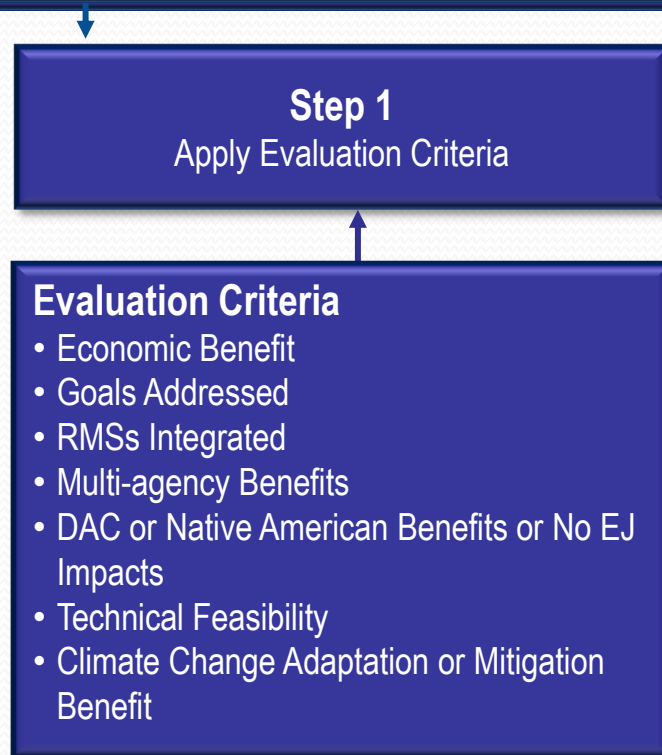 Step 1
Apply Evaluation Criteria
Evaluation Criteria
• Economic Benefit
• Goals Addressed
• RMSs Integrated
• Multi-agency Benefits
• DAC or Native American Benefits or No EJ
Impacts
• Technical Feasibility
• Climate Change Adaptation or Mitigation
Benefit